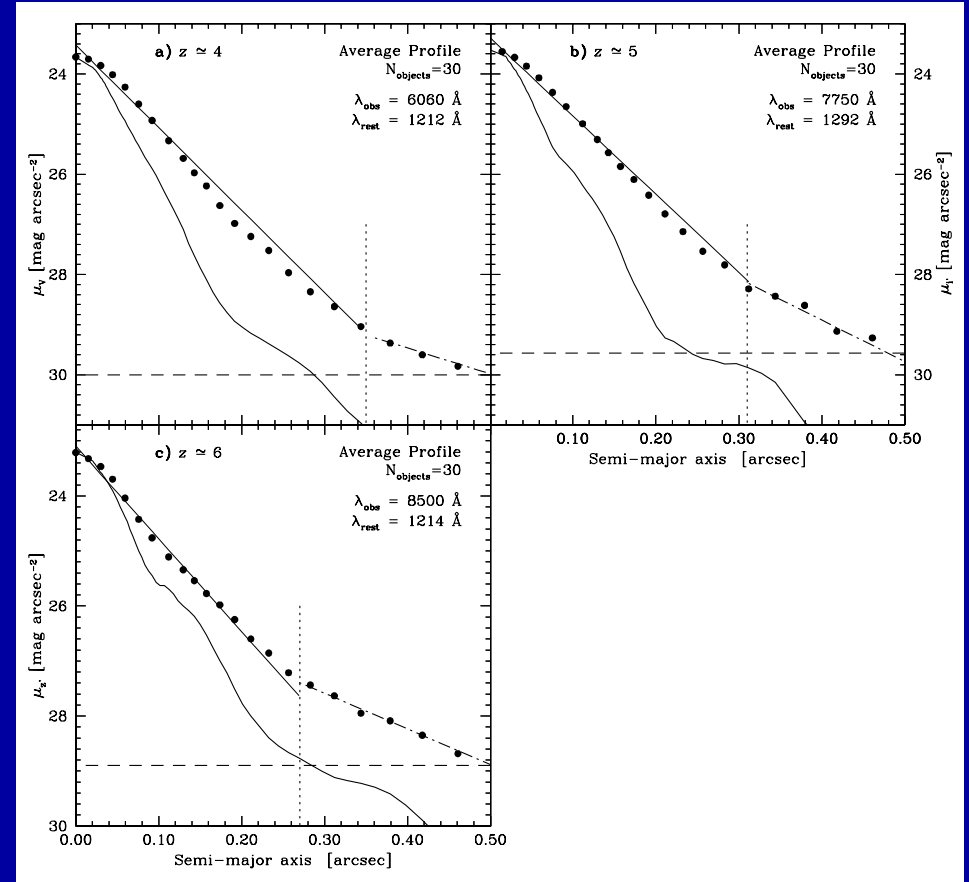 a) z ≃ 4
Average Profile
N_objects=30
λ_obs = 6060 Å
λ_rest = 1212 Å
24
26
28
30
μ_V [mag arcsec⁻²]
b) z ≃ 5
Average Profile
N_objects=30
λ_obs = 7750 Å
λ_rest = 1292 Å
24
26
28
30
μ_i' [mag arcsec⁻²]
0.10 0.20 0.30 0.40 0.50
Semi-major axis [arcsec]
c) z ≃ 6
Average Profile
N_objects=30
λ_obs = 8500 Å
λ_rest = 1214 Å
24
26
28
30
μ_z' [mag arcsec⁻²]
0.00 0.10 0.20 0.30 0.40 0.50
Semi-major axis [arcsec]